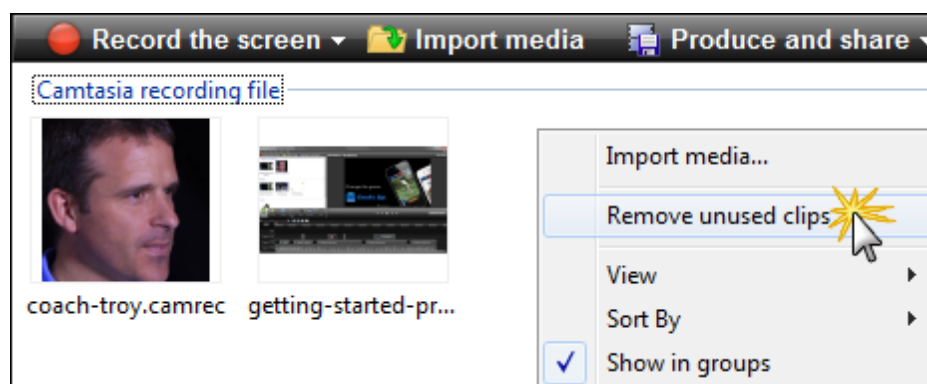 Record the screen Import media Produce and share
Camtasia recording file
coach-troy.camrec getting-started-pr...
Import media...
Remove unused clips
View
Sort By
Show in groups